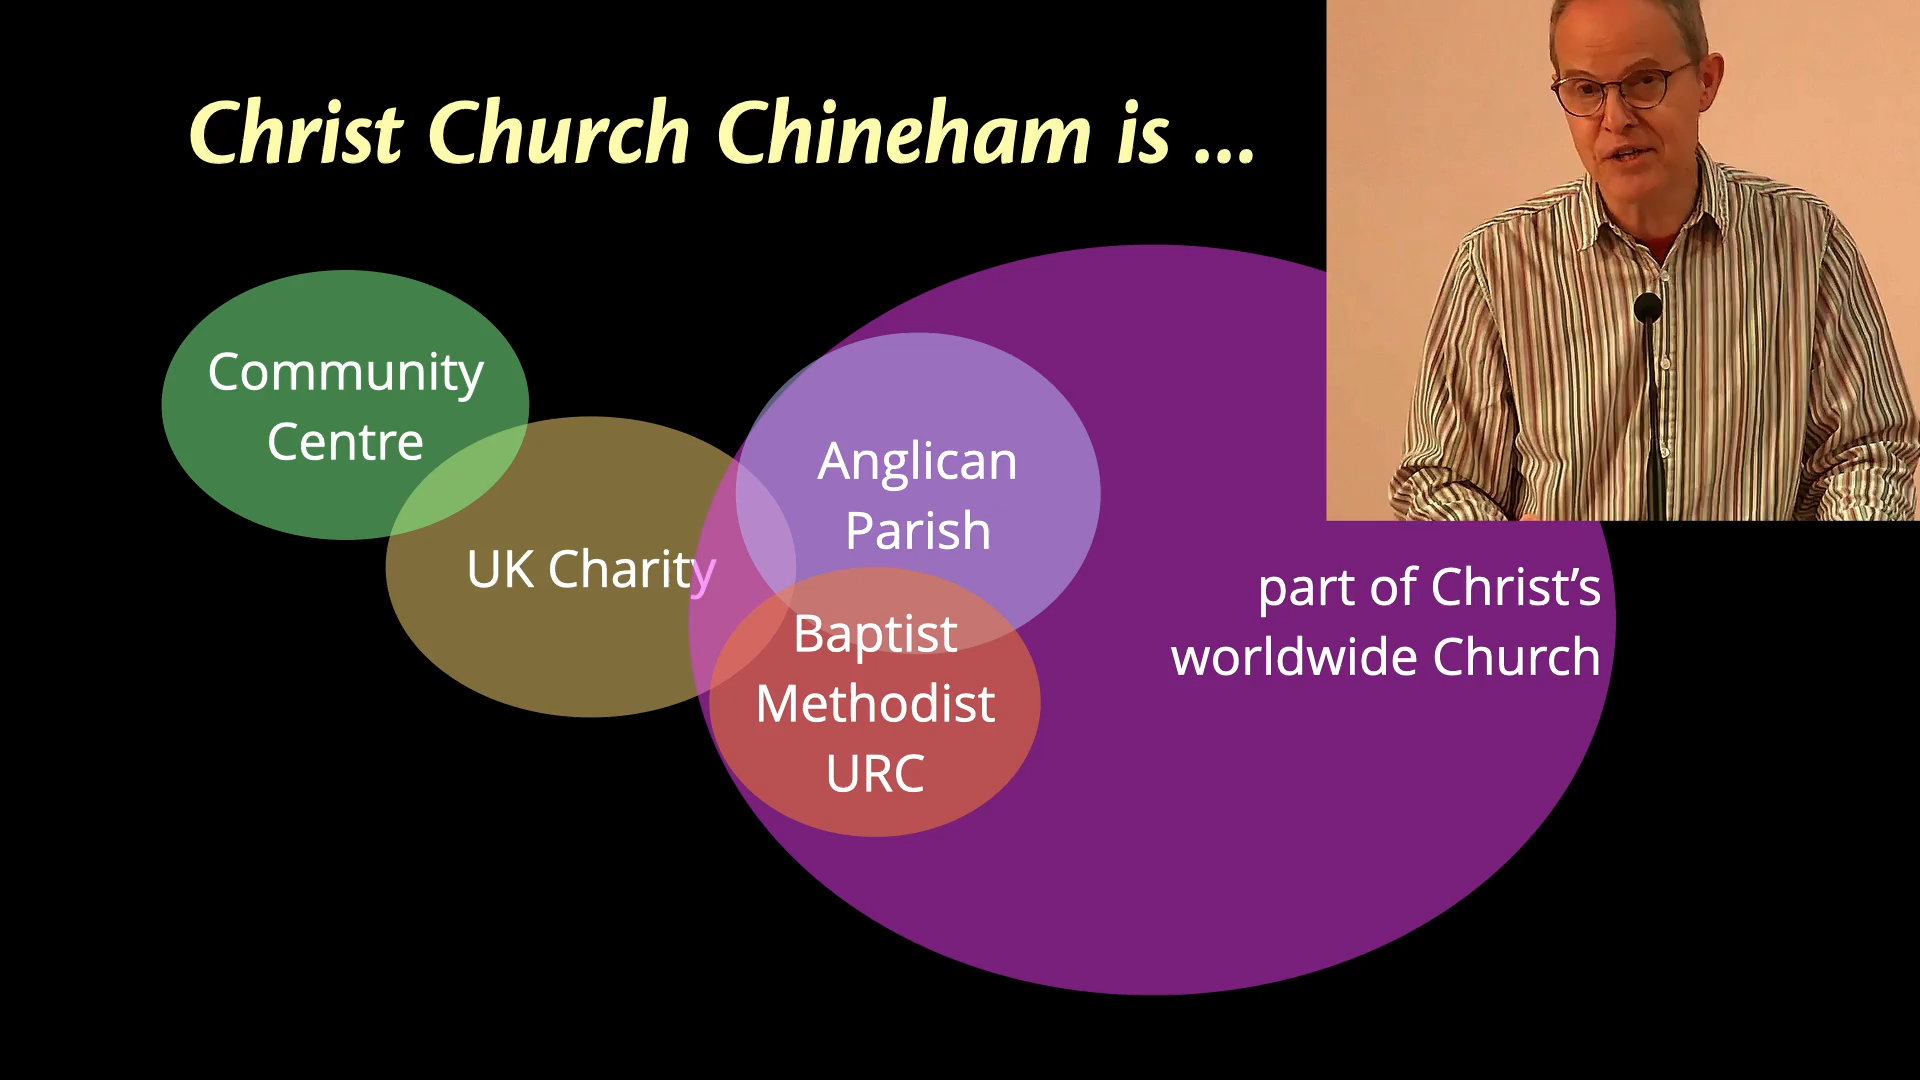 Christ Church Chineham is ...
Community
Centre
UK Charity
Anglican
Parish
Baptist
Methodist
URC
part of Christ’s
worldwide Church